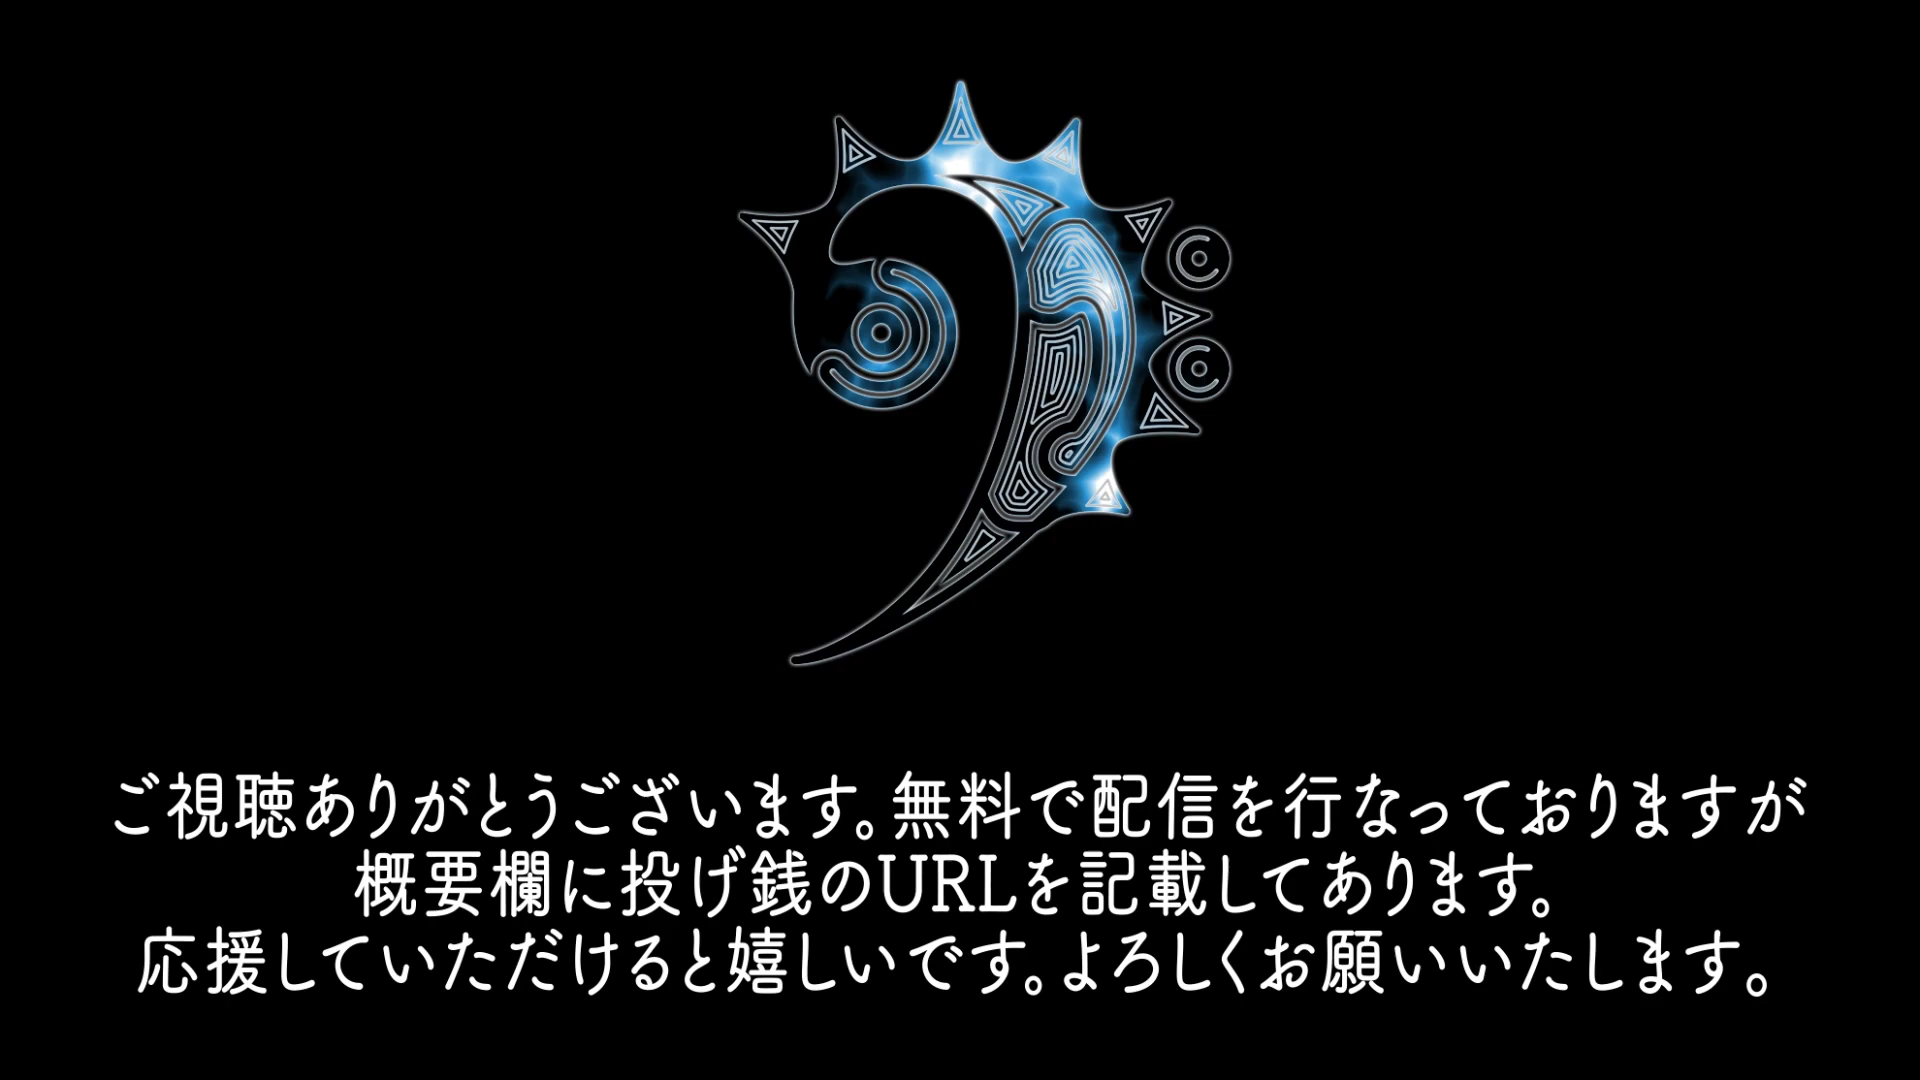 ご視聴ありがとうございます。無料で配信を行なっておりますが
概要欄に投げ銭のURLを記載してあります。
応援していただけると嬉しいです。よろしくお願いいたします。